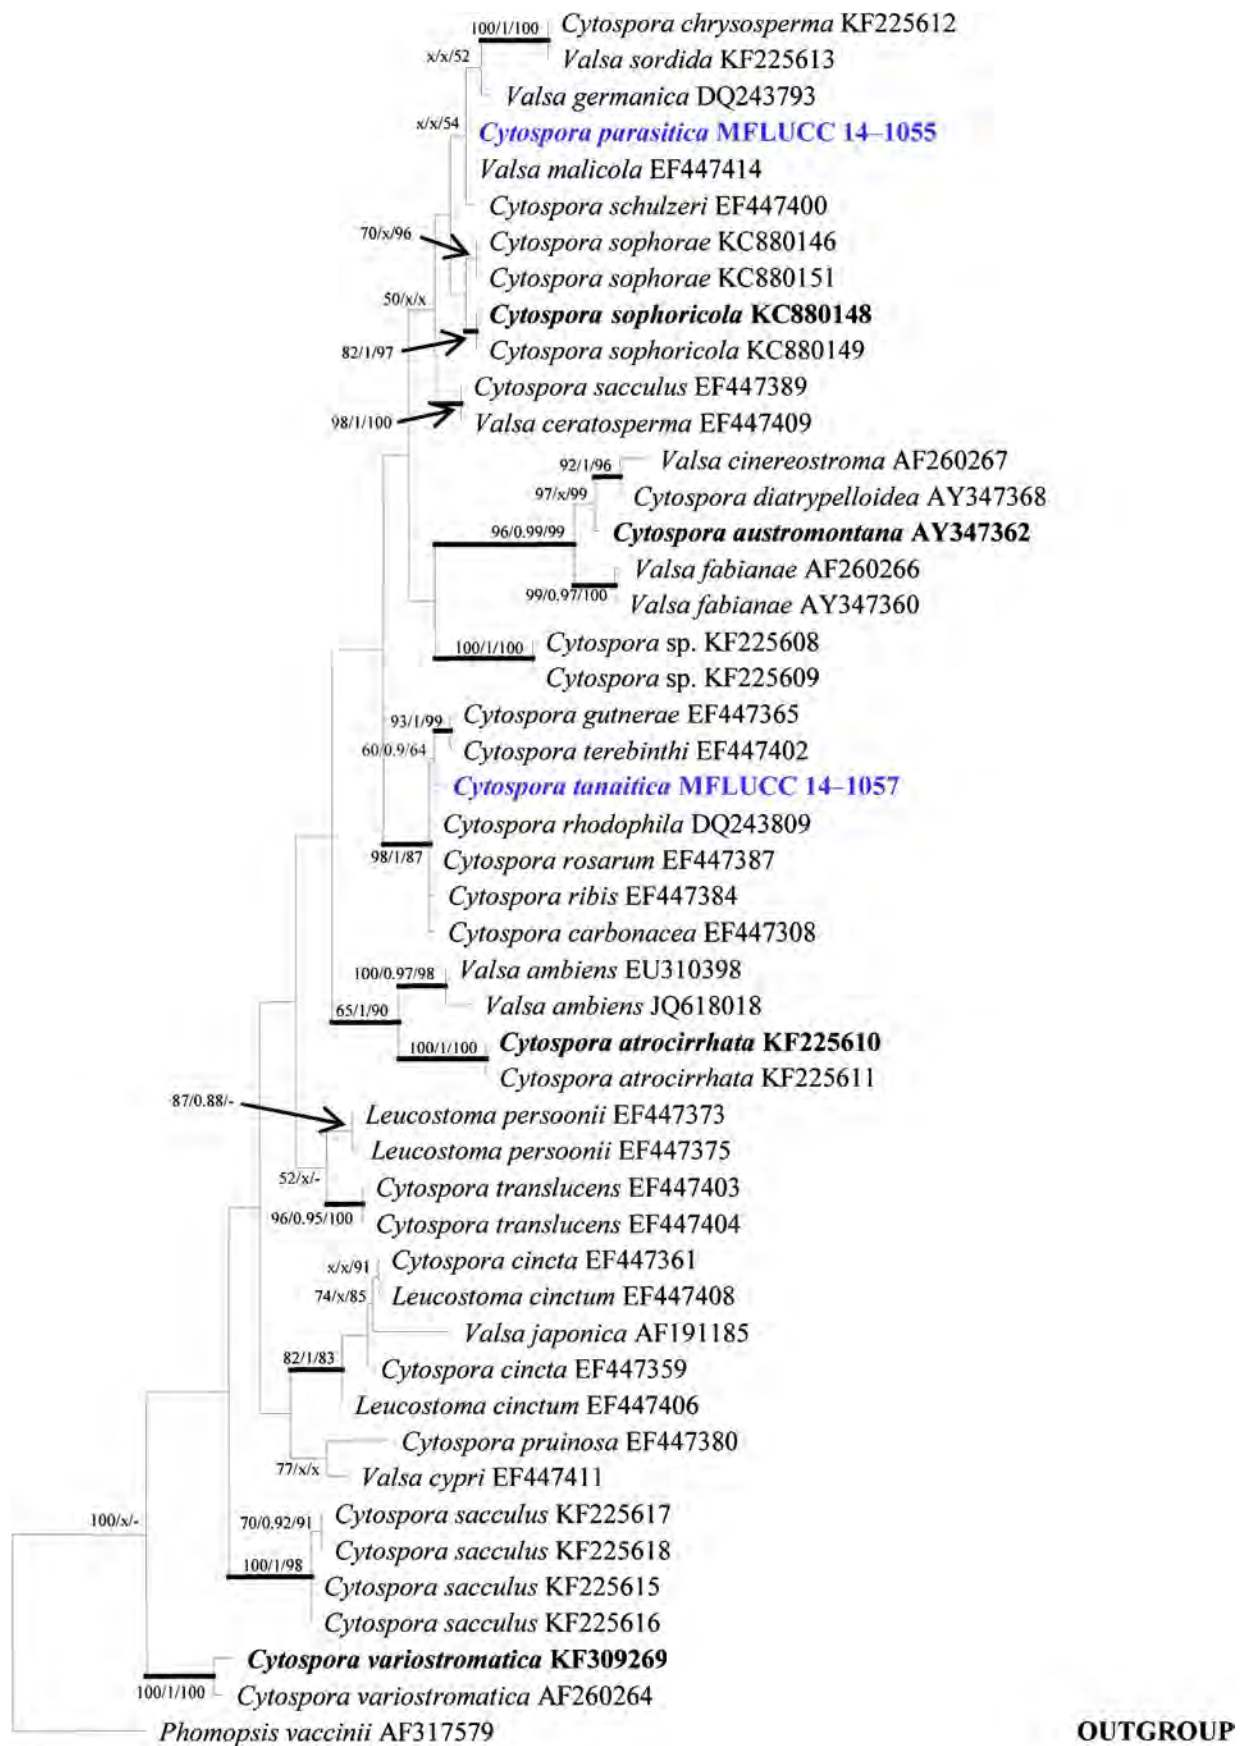 100/1/100
Cytospora chrysosperma KF225612
x/x/52
Valsa sordida KF225613
Valsa germanica DQ243793
x/x/54
Cytospora parasitica MFLUCC 14–1055
Valsa malicola EF447414
Cytospora schulzeri EF447400
70/x/96
Cytospora sophorae KC880146
Cytospora sophorae KC880151
50/x/x
Cytospora sophoricola KC880148
82/1/97
Cytospora sophoricola KC880149
Cytospora sacculus EF447389
98/1/100
Valsa ceratosperma EF447409
92/1/96
Valsa cinereostroma AF260267
97/x/99
Cytospora diatrypelloidea AY347368
96/0.99/99
Cytospora austromontana AY347362
Valsa fabianae AF260266
99/0.97/100
Valsa fabianae AY347360
100/1/100
Cytospora sp. KF225608
Cytospora sp. KF225609
93/1/99
Cytospora gutnerae EF447365
60/0.9/64
Cytospora terebinthi EF447402
Cytospora tanaitica MFLUCC 14–1057
Cytospora rhodophila DQ243809
98/1/87
Cytospora rosarum EF447387
Cytospora ribis EF447384
Cytospora carbonacea EF447308
100/0.97/98
Valsa ambiens EU310398
65/1/90
Valsa ambiens JQ618018
100/1/100
Cytospora atrocirrhata KF225610
Cytospora atrocirrhata KF225611
87/0.88/-
Leucostoma persoonii EF447373
Leucostoma persoonii EF447375
52/x/-
Cytospora translucens EF447403
96/0.95/100
Cytospora translucens EF447404
x/x/91
Cytospora cincta EF447361
74/x/85
Leucostoma cinctum EF447408
Valsa japonica AF191185
82/1/83
Cytospora cincta EF447359
Leucostoma cinctum EF447406
Cytospora pruinosa EF447380
77/x/x
Valsa cypri EF447411
100/x/-
70/0.92/91
Cytospora sacculus KF225617
Cytospora sacculus KF225618
100/1/98
Cytospora sacculus KF225615
Cytospora sacculus KF225616
Cytospora variostromatica KF309269
100/1/100
Cytospora variostromatica AF260264
Phomopsis vaccinii AF317579
OUTGROUP